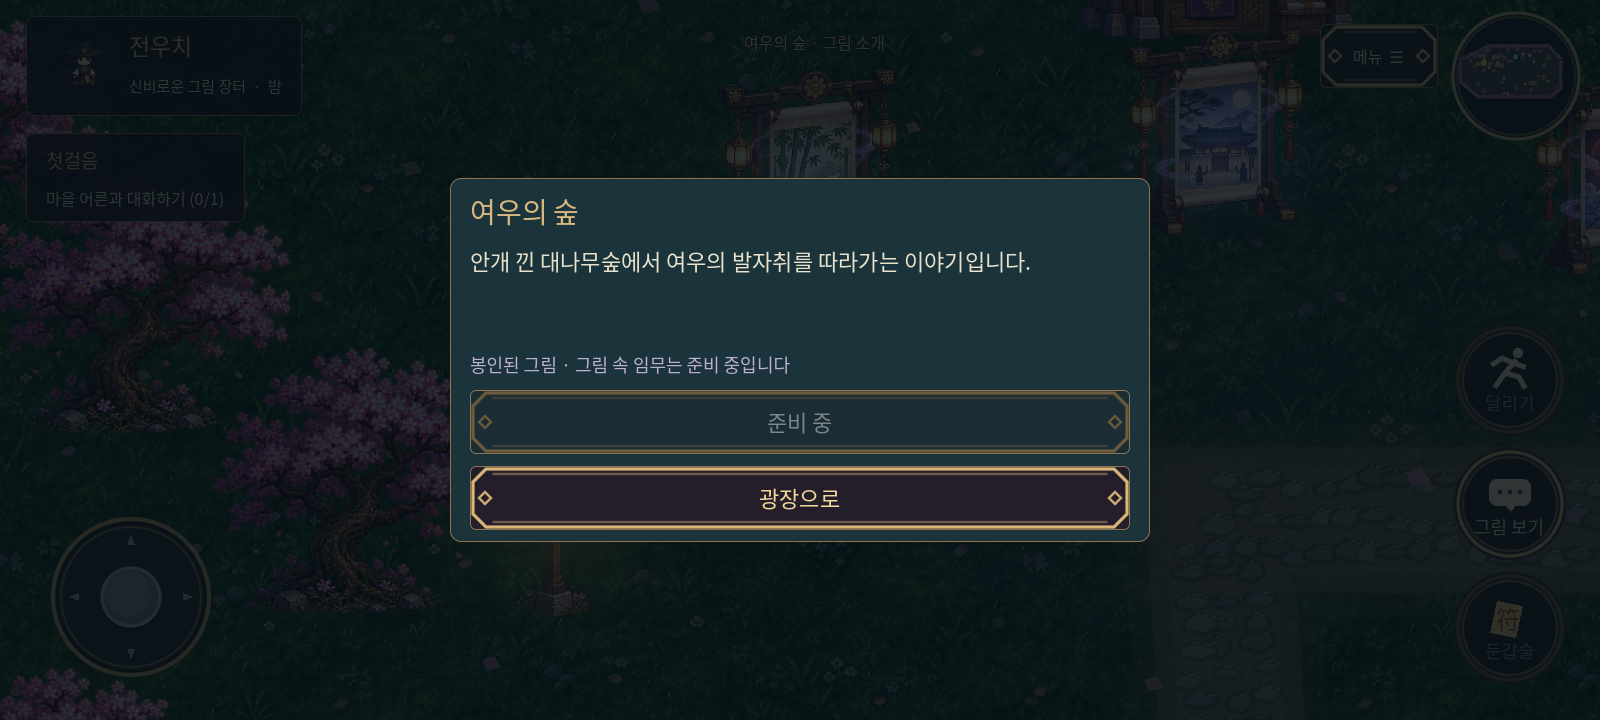 전우치
신비로운 그림 장터 · 밤
첫걸음
마을 어른과 대화하기 (0/1)
여우의 숲 · 그림 소개
메뉴 ☰
여우의 숲
안개 낀 대나무숲에서 여우의 발자취를 따라가는 이야기입니다.
봉인된 그림 · 그림 속 임무는 준비 중입니다
준비 중
광장으로
달리기
그림 보기
符
둔갑술